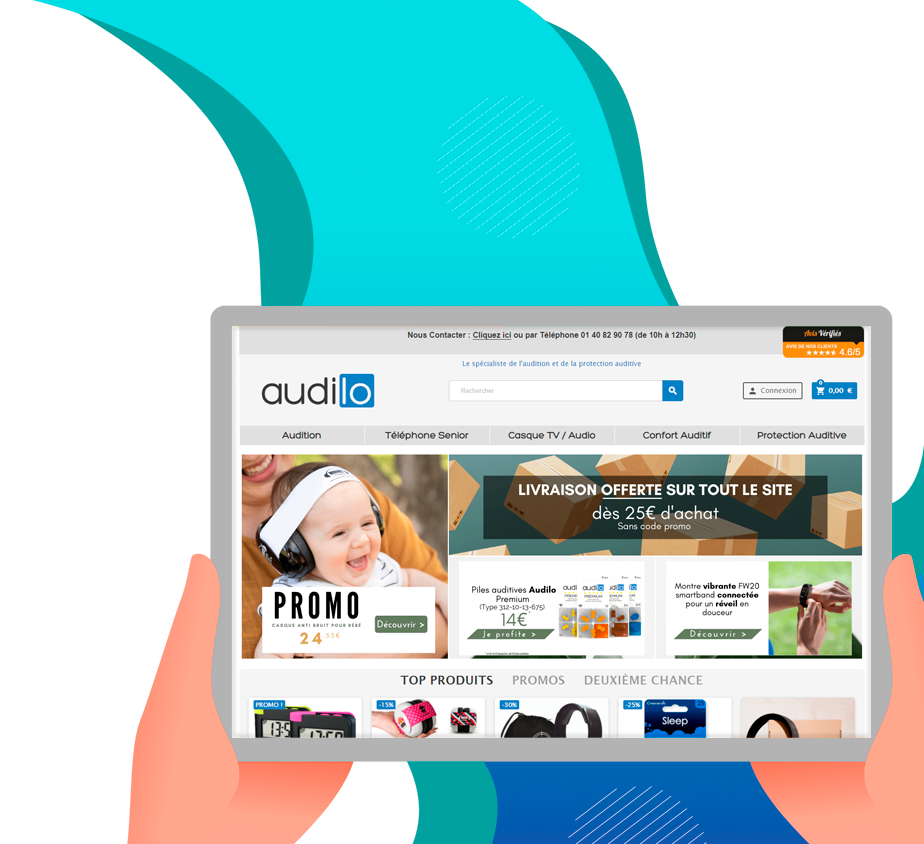 Nous Contacter : Cliquez ici ou par Téléphone 01 40 82 90 78 (de 10h à 12h30)
Avis Vérifiés
AVIS DE NOS CLIENTS
4.6/5
Le spécialiste de l'audition et de la protection auditive
audilo
Rechercher
Connexion
0
0,00 €
Audition
Téléphone Senior
Casque TV / Audio
Confort Auditif
Protection Auditive
LIVRAISON OFFERTE SUR TOUT LE SITE
dès 25€ d'achat
Sans code promo
PROMO
CASQUE ANTI BRUIT POUR BÉBÉ
24 55€
Découvrir >
Piles auditives Audilo
Premium
(Type 312-10-13-675)
14€
Je profite >
Montre vibrante FW20
smartband connectée
pour un réveil en
douceur
Découvrir >
TOP PRODUITS
PROMOS
DEUXIÈME CHANCE
PROMO !
-15%
-30%
-25%
Sleep